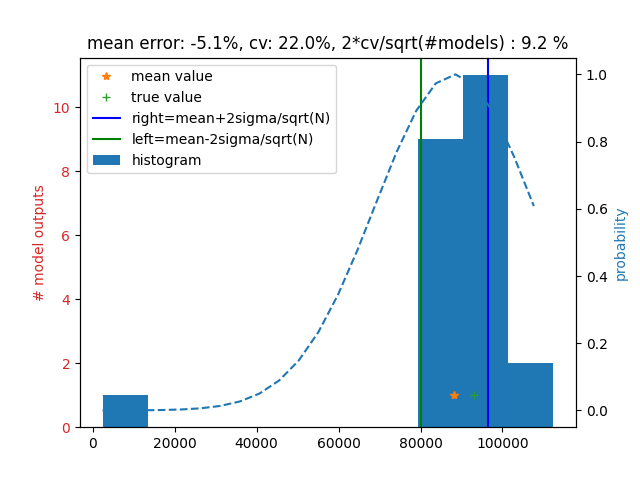 mean error: -5.1%, cv: 22.0%, 2*cv/sqrt(#models) : 9.2 %
mean value
true value
right=mean+2sigma/sqrt(N)
left=mean-2sigma/sqrt(N)
histogram
# model outputs
10
8
6
4
2
0
1.0
0.8
0.6
0.4
0.2
0.0
probability
0 20000 40000 60000 80000 100000